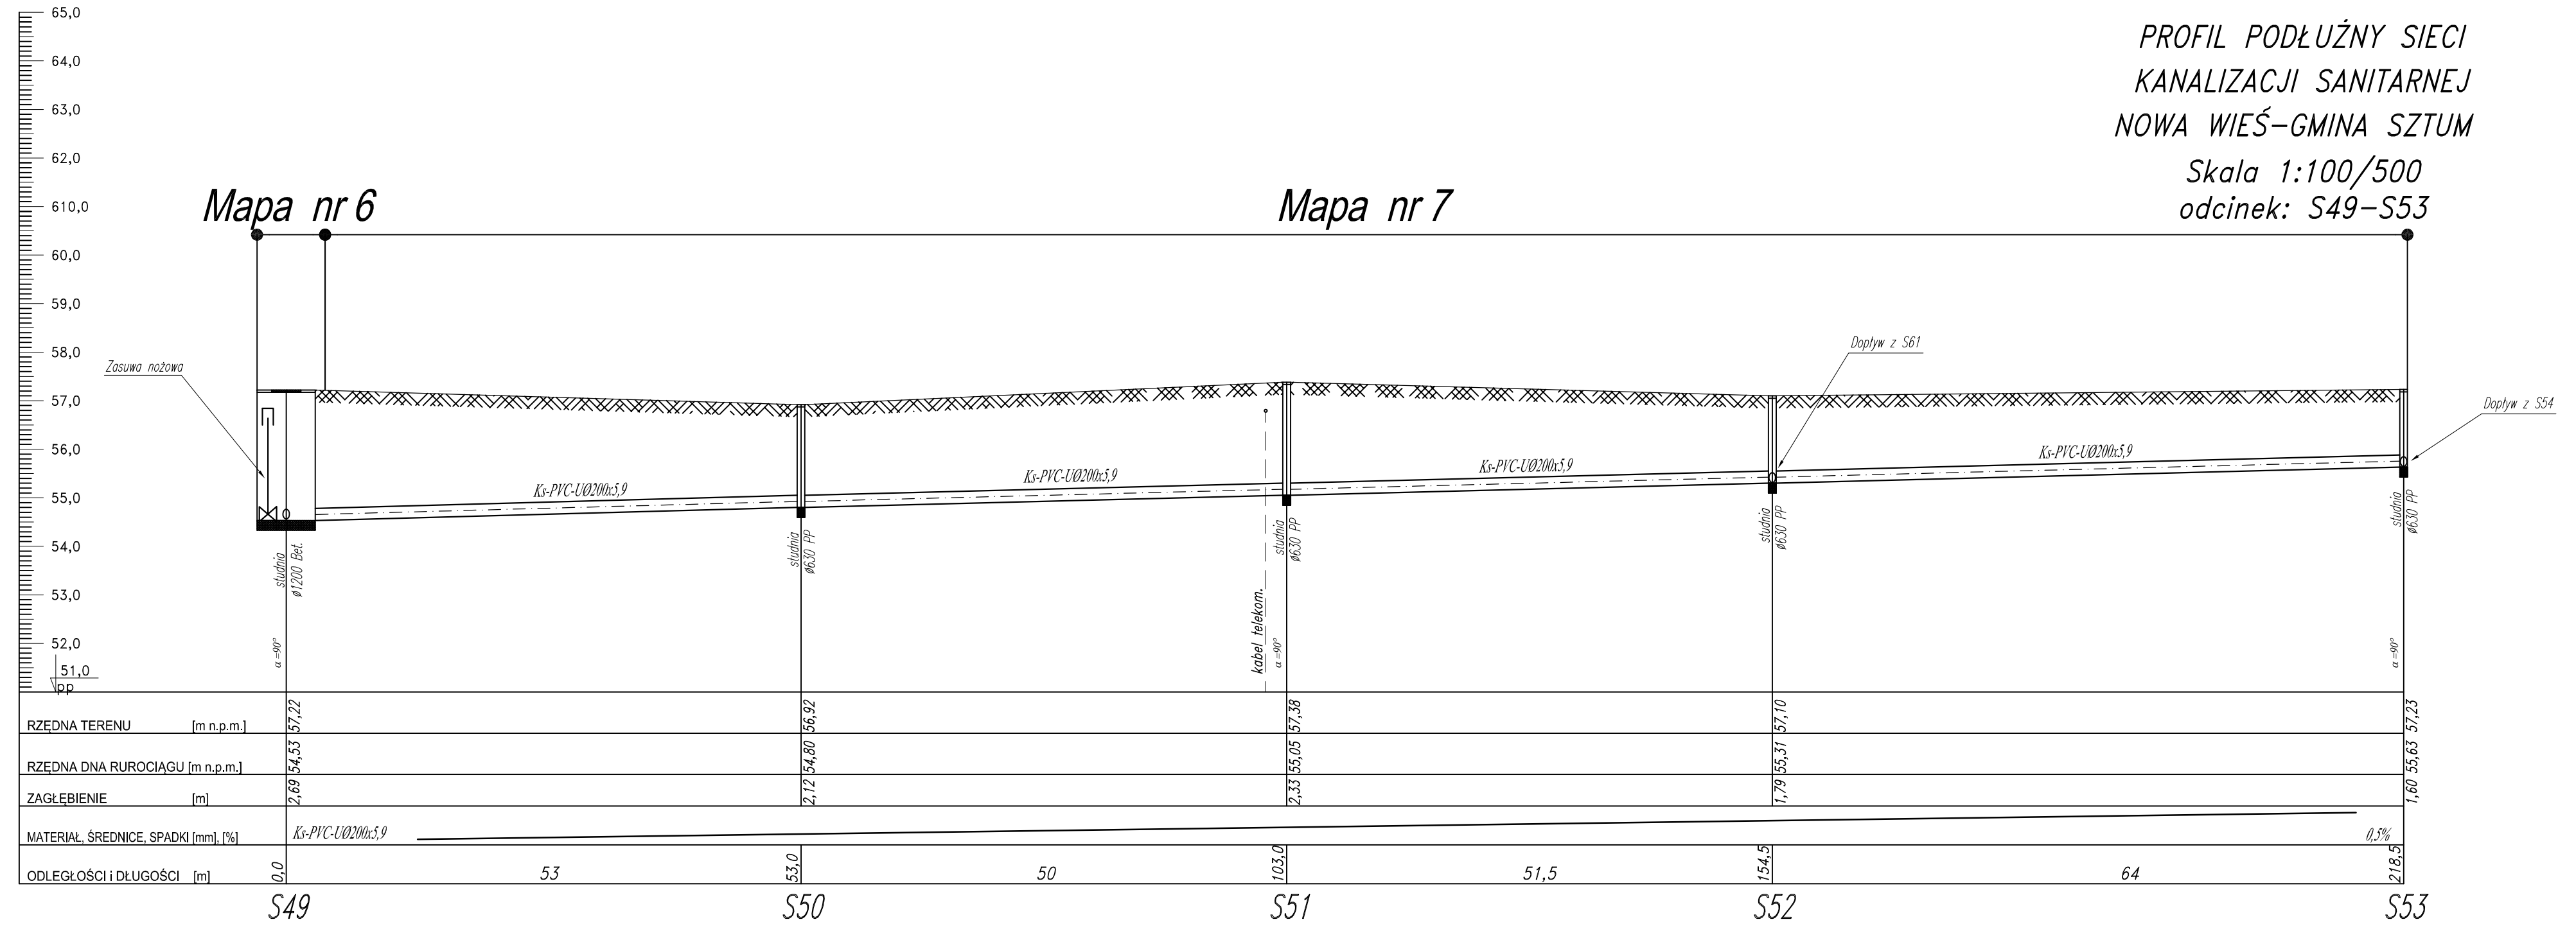 65,0
64,0
63,0
62,0
610,0
60,0
59,0
58,0
57,0
56,0
55,0
54,0
53,0
52,0
51,0
pp
PROFIL PODŁUŹNY SIECI
KANALIZACJI SANITARNEJ
NOWA WIEŚ-GMINA SZTUM
Skala 1:100/500
odcinek: S49-S53
Mapa nr 6
Mapa nr 7
Zasuwa nożowa
Dopływ z S61
Dopływ z S54
Ks-PVC-UØ200x5,9
Ks-PVC-UØ200x5,9
Ks-PVC-UØ200x5,9
Ks-PVC-UØ200x5,9
studnia
ø1200 Bet.
studnia
ø630 PP
studnia
ø630 PP
studnia
ø630 PP
studnia
ø630 PP
α=90°
kabel telekom.
α=90°
α=90°
RZĘDNA TERENU [m n.p.m.] 57,22 56,92 57,38 57,10 57,23
RZĘDNA DNA RUROCIĄGU [m n.p.m.] 54,53 54,80 55,05 55,31 55,63
ZAGŁĘBIENIE [m] 2,69 2,12 2,33 1,79 1,60
MATERIAŁ, ŚREDNICE, SPADKI [mm], [%] Ks-PVC-UØ200x5,9 0,5%
ODLEGŁOŚCI i DŁUGOŚCI [m] 0,0 53 53,0 50 103,0 51,5 154,5 64 218,5
S49 S50 S51 S52 S53